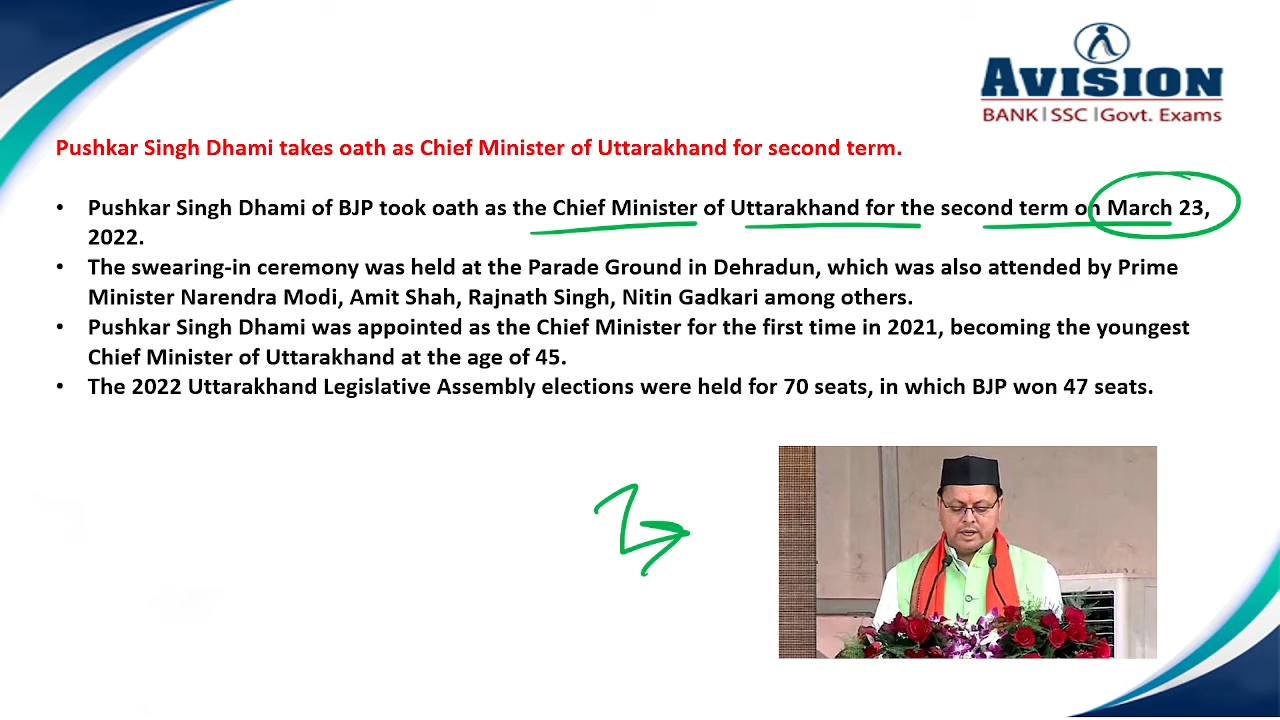 AVISION
BANK | SSC | Govt. Exams
Pushkar Singh Dhami takes oath as Chief Minister of Uttarakhand for second term.
• Pushkar Singh Dhami of BJP took oath as the Chief Minister of Uttarakhand for the second term on March 23,
2022.
• The swearing-in ceremony was held at the Parade Ground in Dehradun, which was also attended by Prime
Minister Narendra Modi, Amit Shah, Rajnath Singh, Nitin Gadkari among others.
• Pushkar Singh Dhami was appointed as the Chief Minister for the first time in 2021, becoming the youngest
Chief Minister of Uttarakhand at the age of 45.
• The 2022 Uttarakhand Legislative Assembly elections were held for 70 seats, in which BJP won 47 seats.